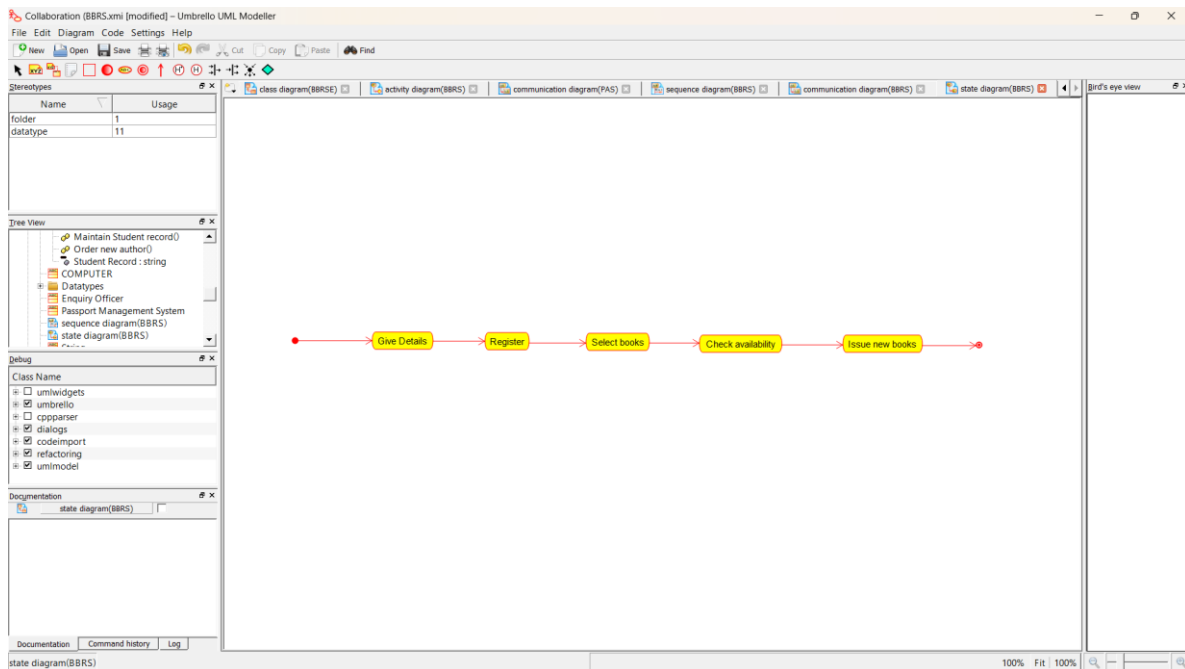 Collaboration (BBRS.xmi [modified] – Umbrello UML Modeller
File Edit Diagram Code Settings Help
New Open Save Cut Copy Paste Find
Stereotypes
Name Usage
folder 1
datatype 11
Tree View
Maintain Student record()
Order new author()
Student Record : string
COMPUTER
Datatypes
Enquiry Officer
Passport Management System
sequence diagram(BBRS)
state diagram(BBRS)
Debug
Class Name
umlwidgets
umbrello
cppparser
dialogs
codeimport
refactoring
umlmodel
Documentation
state diagram(BBRS)
Documentation Command history Log
class diagram(BBRSE) activity diagram(BBRS) communication diagram(PAS) sequence diagram(BBRS) communication diagram(BBRS) state diagram(BBRS)
Give Details Register Select books Check availability Issue new books
Bird's eye view
state diagram(BBRS)
100% Fit 100%